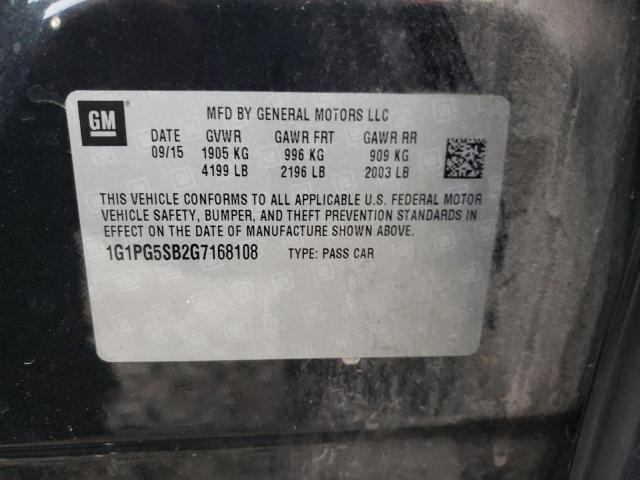 GM
MFD BY GENERAL MOTORS LLC
DATE GVWR GAWR FRT GAWR RR
09/15 1905 KG 996 KG 909 KG
4199 LB 2196 LB 2003 LB
THIS VEHICLE CONFORMS TO ALL APPLICABLE U.S. FEDERAL MOTOR
VEHICLE SAFETY, BUMPER, AND THEFT PREVENTION STANDARDS IN
EFFECT ON THE DATE OF MANUFACTURE SHOWN ABOVE.
1G1PG5SB2G7168108 TYPE: PASS CAR